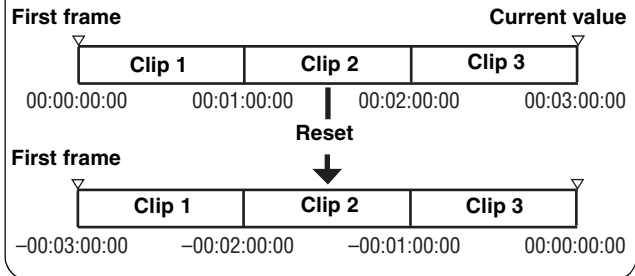 First frame Current value
Clip 1 Clip 2 Clip 3
00:00:00:00 00:01:00:00 00:02:00:00 00:03:00:00
Reset
First frame
Clip 1 Clip 2 Clip 3
–00:03:00:00 –00:02:00:00 –00:01:00:00 00:00:00:00